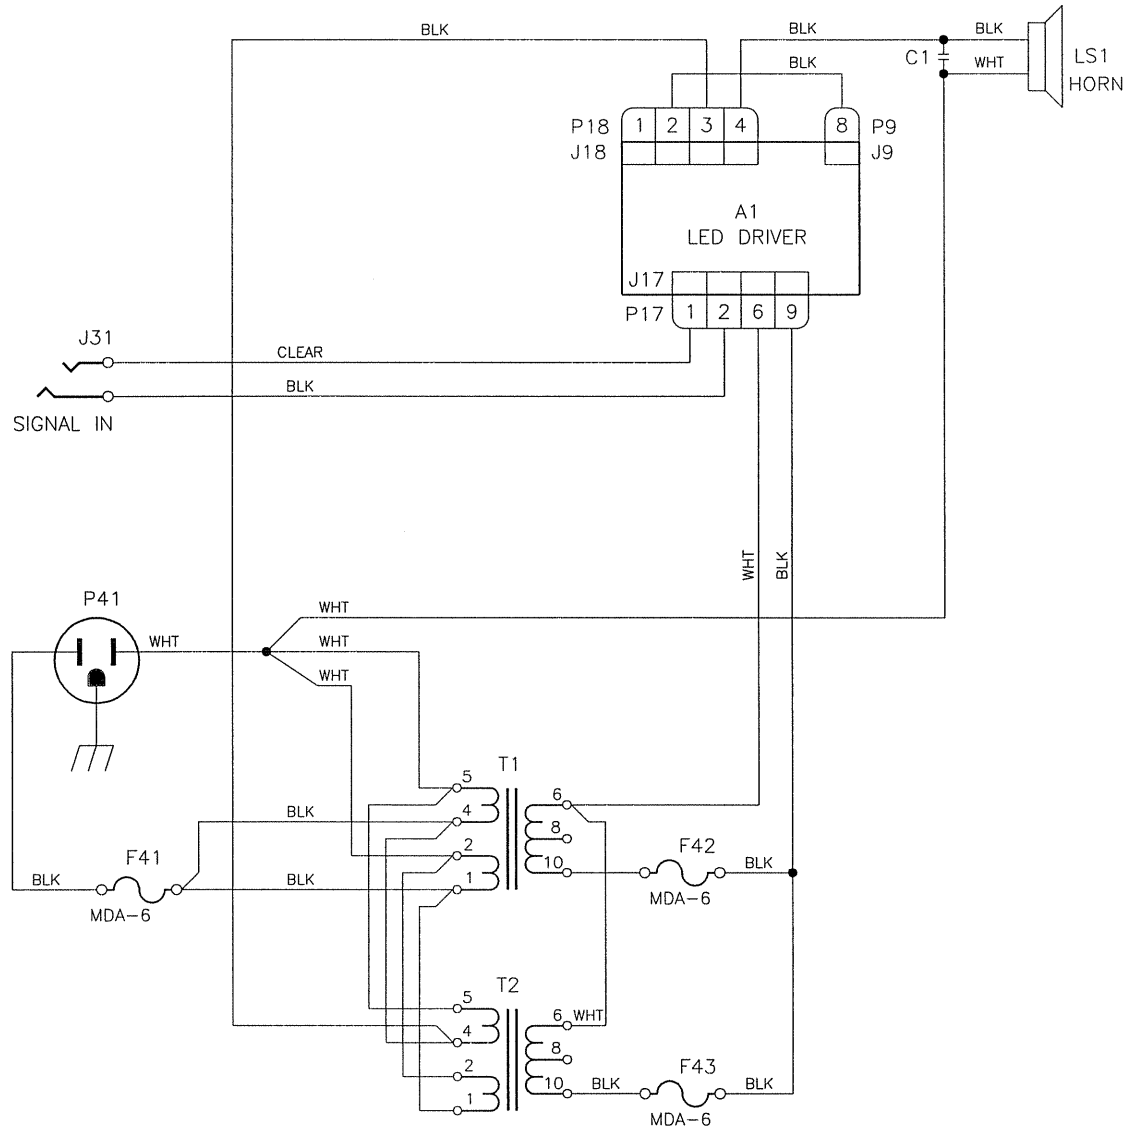 BLK
BLK
BLK
BLK
C1
WHT
LS1
HORN
P18
1
2
3
4
8
P9
J18
J9
A1
LED DRIVER
J17
P17
1
2
6
9
J31
CLEAR
BLK
SIGNAL IN
WHT
BLK
P41
WHT
WHT
WHT
WHT
T1
5
6
4
BLK
8
2
10
F42
BLK
MDA-6
F41
BLK
BLK
1
MDA-6
T2
5
6
WHT
4
8
2
10
BLK
F43
BLK
1
MDA-6